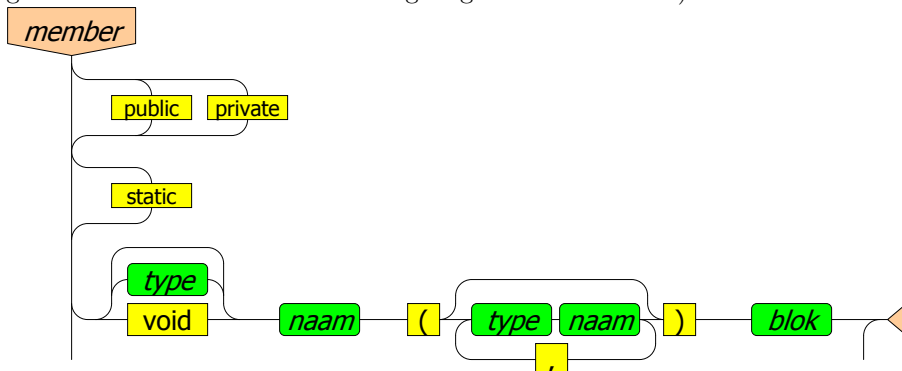 member
public private
static
type
void naam ( type naam ) blok
,